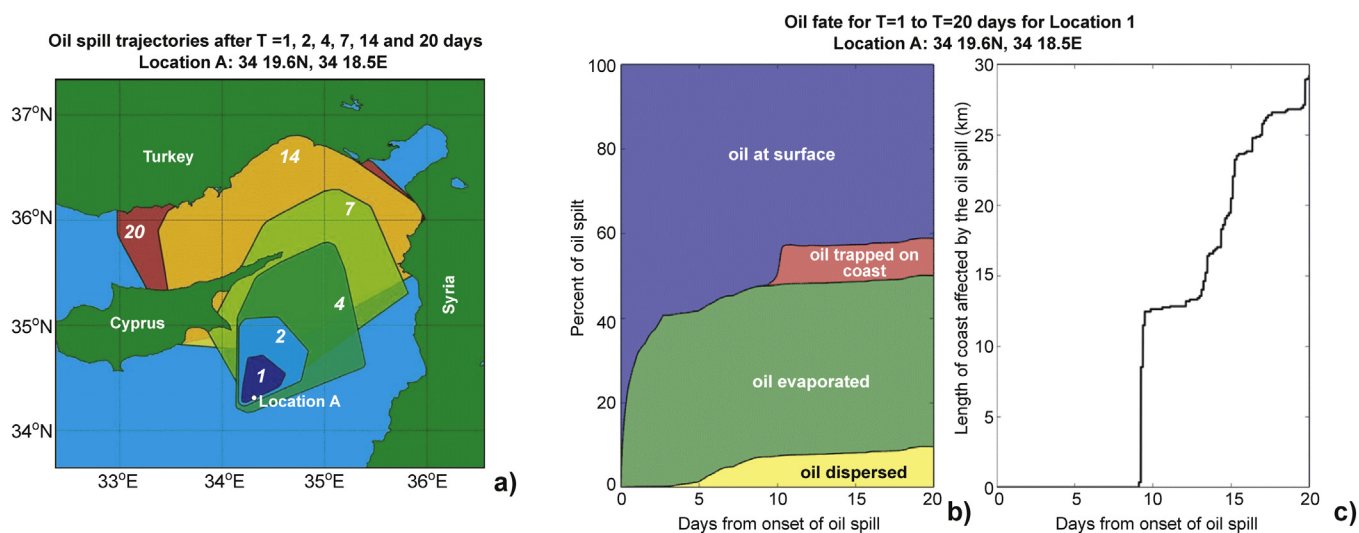 Oil spill trajectories after T =1, 2, 4, 7, 14 and 20 days
Location A: 34 19.6N, 34 18.5E
37°N
36°N
35°N
34°N
33°E
34°E
35°E
36°E
Turkey
Cyprus
Syria
14
7
20
4
2
1
Location A
a)
Oil fate for T=1 to T=20 days for Location 1
Location A: 34 19.6N, 34 18.5E
Percent of oil spilt
100
80
60
40
20
0
oil at surface
oil trapped on
coast
oil evaporated
oil dispersed
0
5
10
15
20
Days from onset of oil spill
b)
Length of coast affected by the oil spill (km)
30
25
20
15
10
5
0
0
5
10
15
20
Days from onset of oil spill
c)